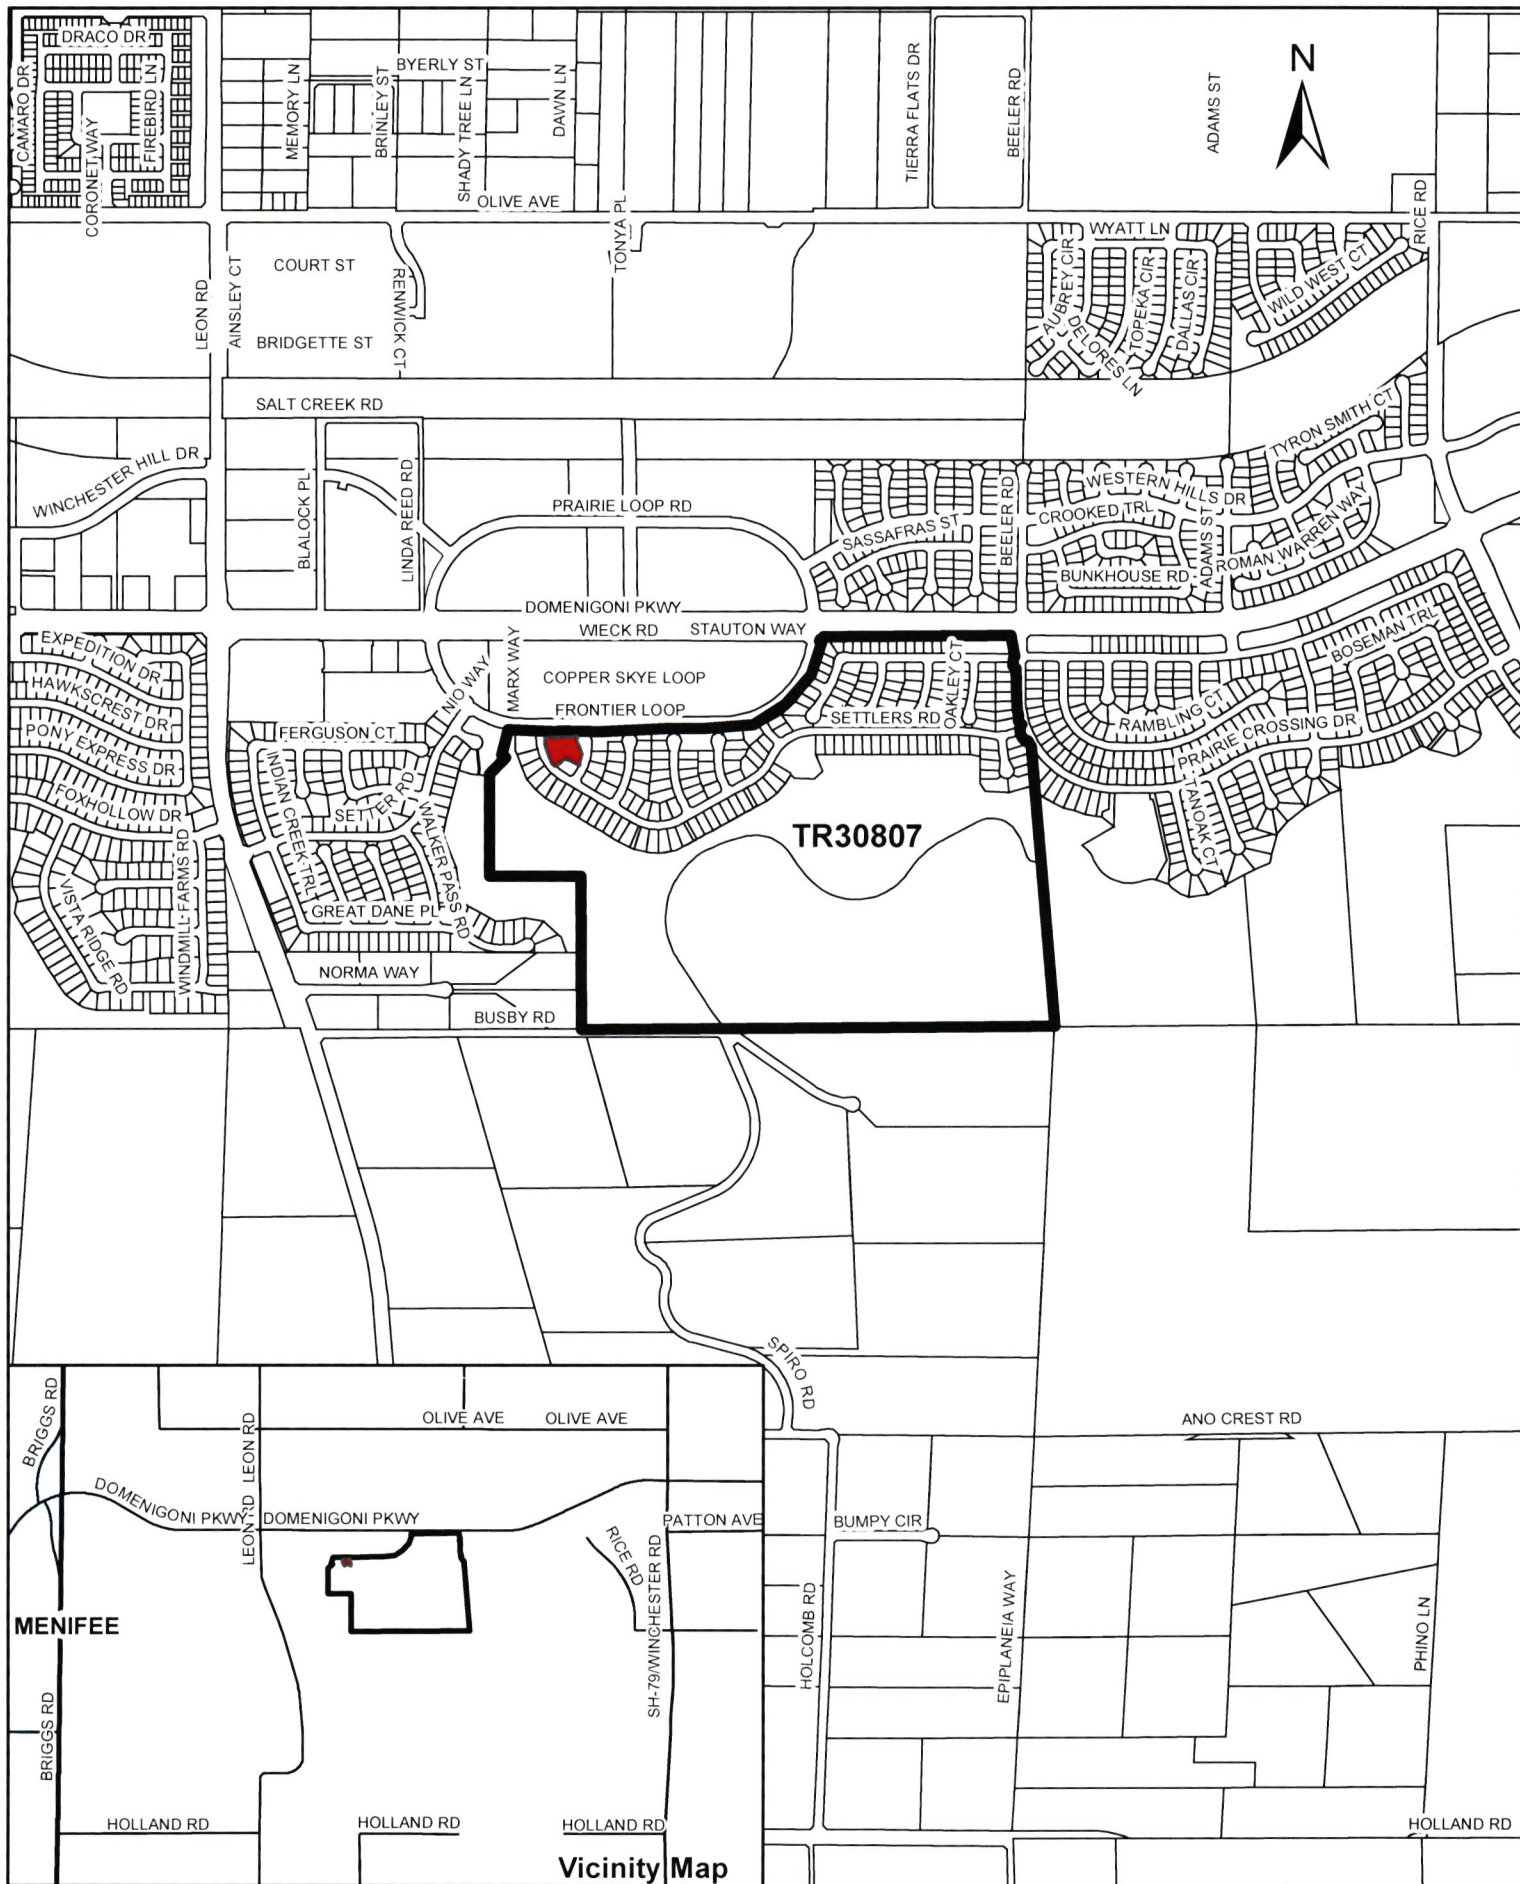 DRACO DR
CAMARO DR
FIREBIRD LN
CORONET WAY
MEMORY LN
BRINLEY ST
BYERLY ST
SHADY TREE LN
DAWN LN
TIERRA FLATS DR
BEELER RD
ADAMS ST
N
OLIVE AVE
TONYA PL
RICE RD
WYATT LN
AUBREY CIR
TOPEKA CIR
DALLAS CIR
DELORES LN
WILD WEST CT
LEON RD
AINSLEY CT
COURT ST
RENWICK CT
BRIDGETTE ST
SALT CREEK RD
WINCHESTER HILL DR
BLALOCK PL
LINDA REED RD
PRAIRIE LOOP RD
SASSAFRAS ST
BEELER RD
WESTERN HILLS DR
TYRON SMITH CT
CROOKED TRL
ADAMS ST
ROMAN WARREN WAY
BUNKHOUSE RD
DOMENIGONI PKWY
WIECK RD
STAUTON WAY
MARX WAY
NIO WAY
COPPER SKYE LOOP
FRONTIER LOOP
OAKLEY CT
SETTLERS RD
BOSEMAN TRL
RAMBLING CT
PRAIRIE CROSSING DR
TANOAK CT
EXPEDITION DR
HAWKSCREST DR
PONY EXPRESS DR
FOXHOLLOW DR
WINDMILL FARMS RD
VISTA RIDGE RD
FERGUSON CT
INDIAN CREEK TRL
SETTER RD
WALKER PASS RD
GREAT DANE PL
TR30807
NORMA WAY
BUSBY RD
SPIRO RD
ANO CREST RD
BUMPY CIR
HOLCOMB RD
EPIPLANEIA WAY
PHINO LN
HOLLAND RD
BRIGGS RD
OLIVE AVE
OLIVE AVE
LEON RD
DOMENIGONI PKWY
LEON RD
DOMENIGONI PKWY
PATTON AVE
RICE RD
SH-79/WINCHESTER RD
MENIFEE
BRIGGS RD
HOLLAND RD
HOLLAND RD
HOLLAND RD
Vicinity Map